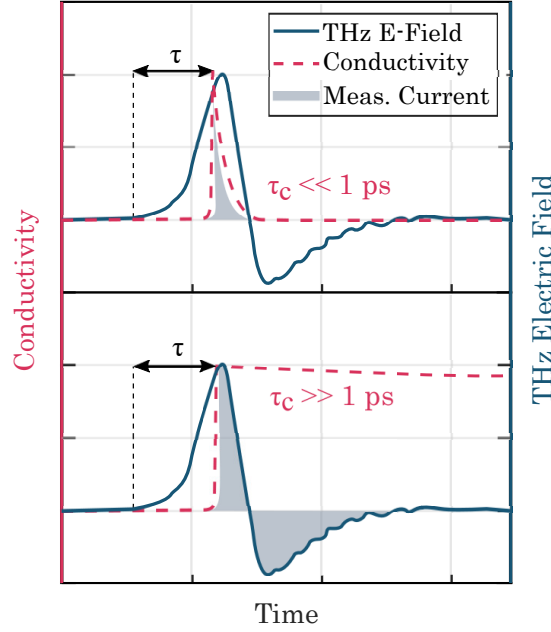 THz E-Field
Conductivity
Meas. Current
τ
τc << 1 ps
τ
τc >> 1 ps
Conductivity
THz Electric Field
Time